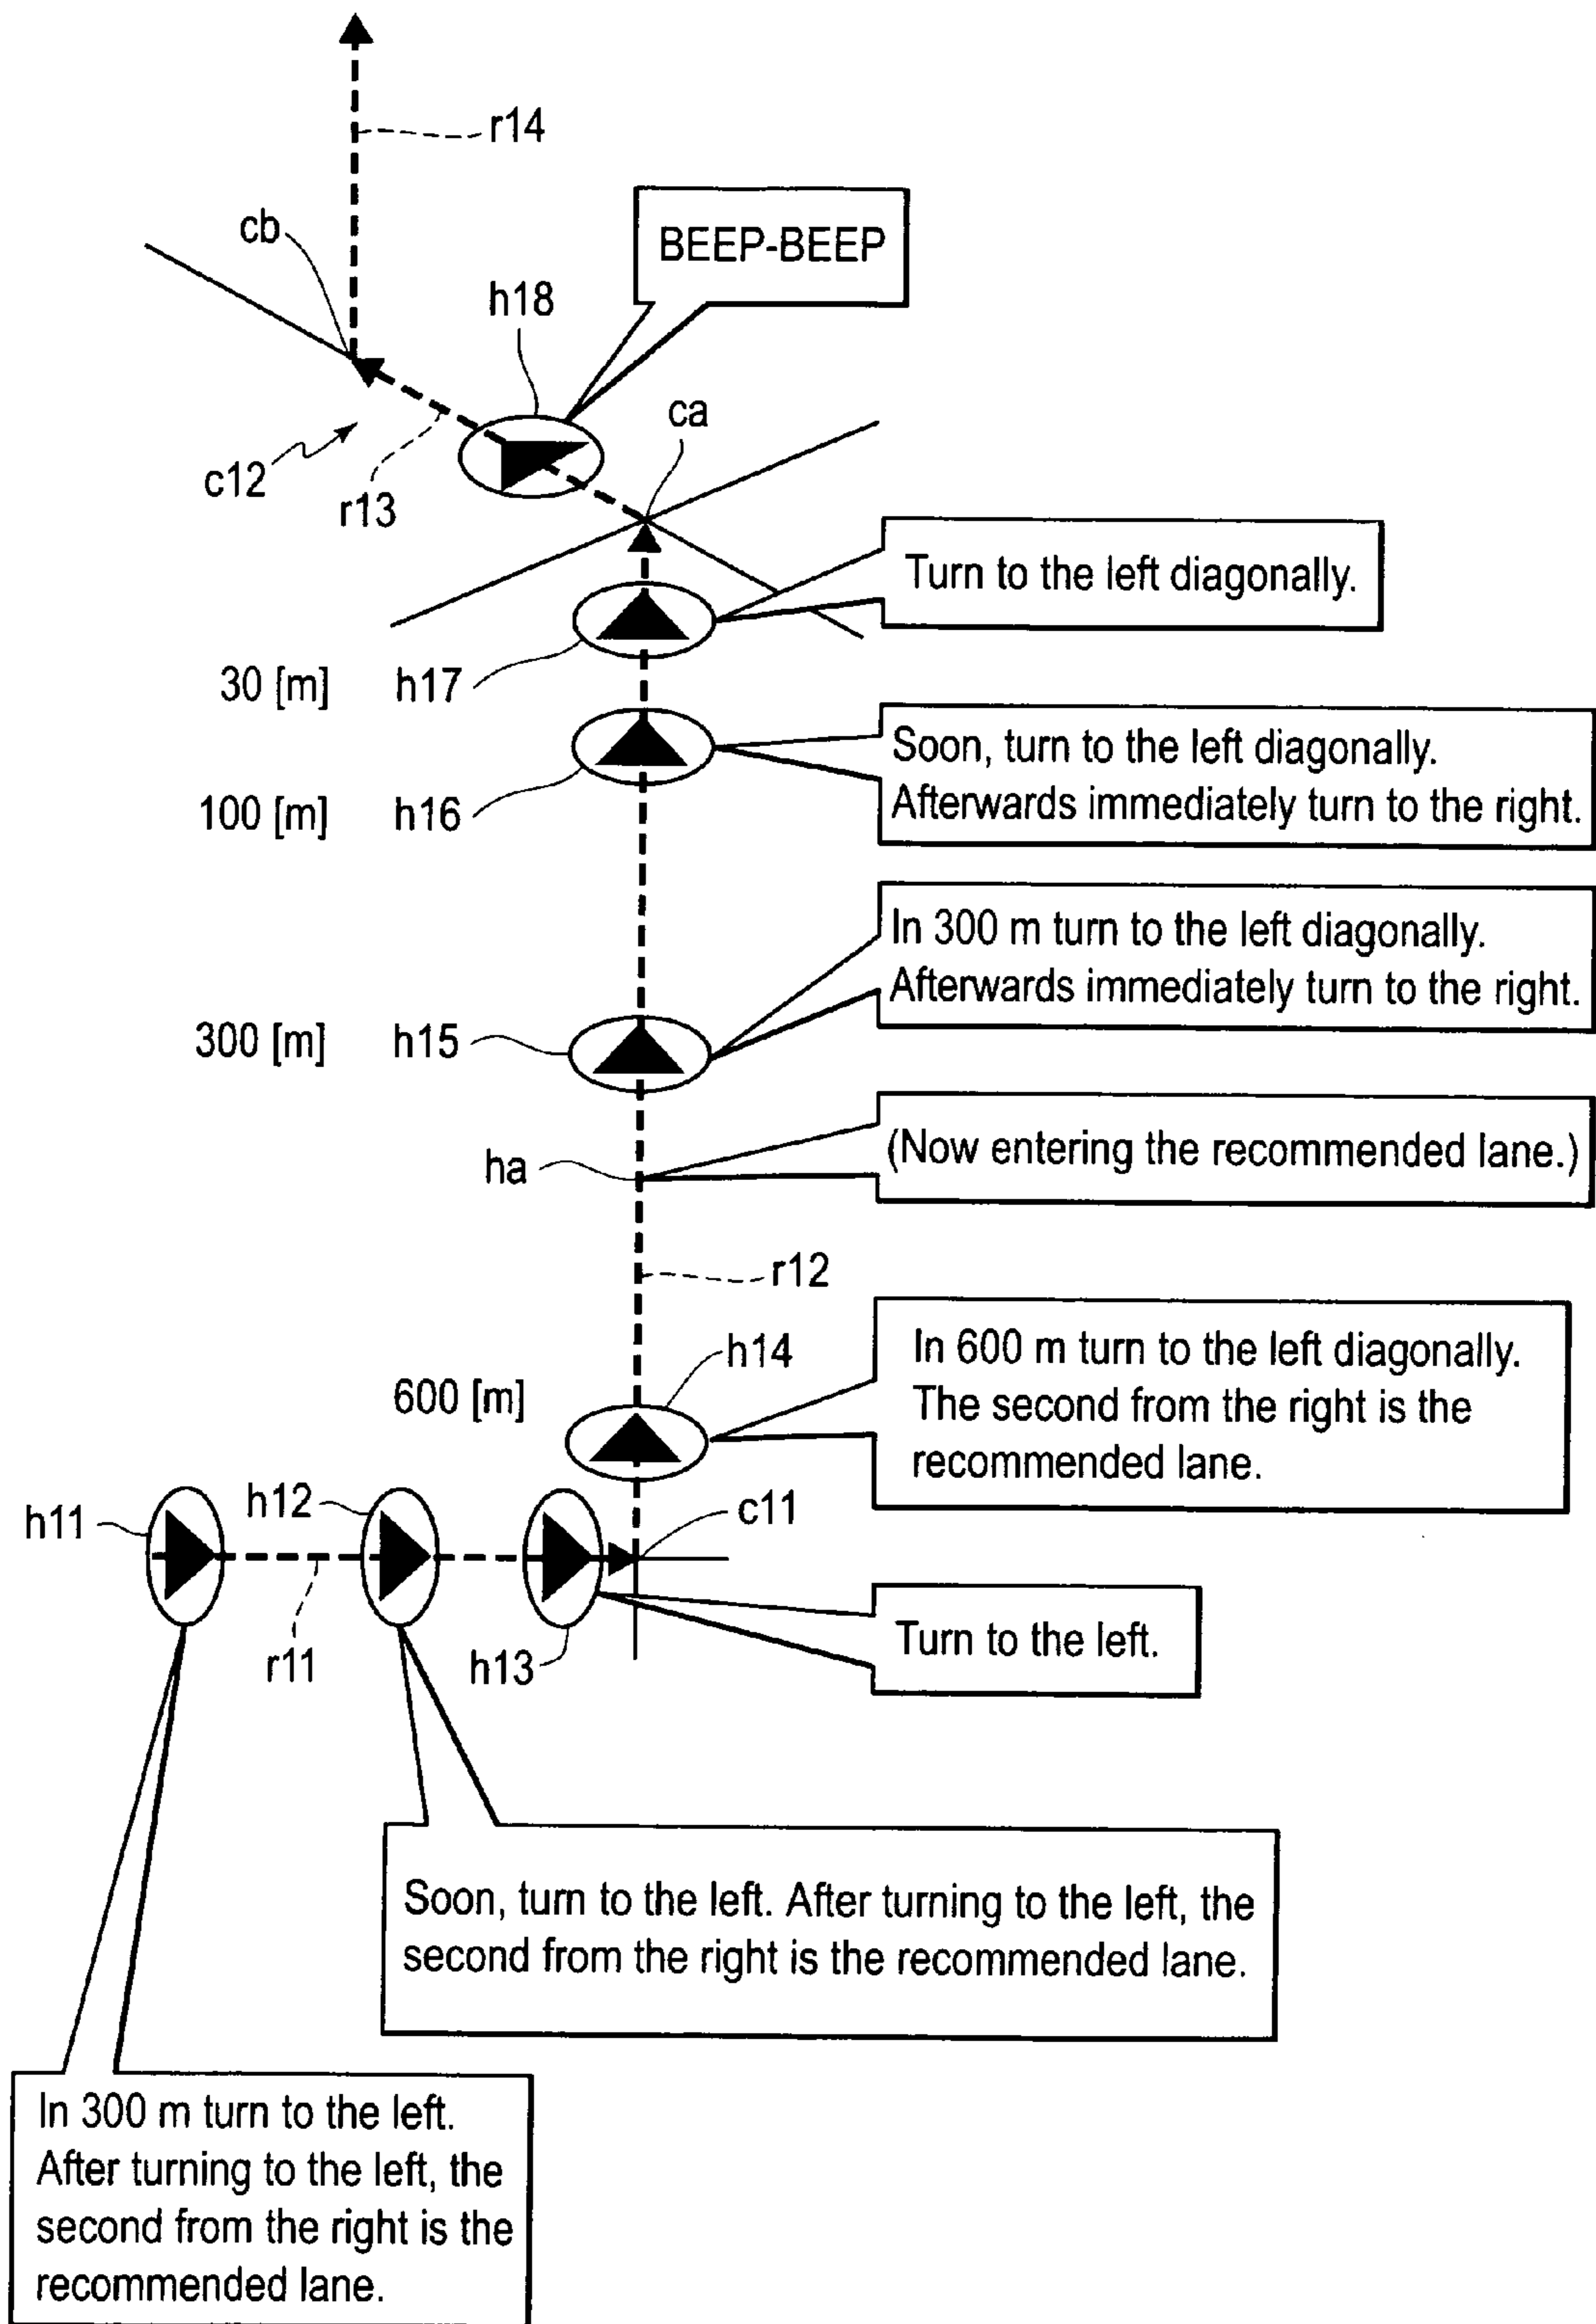 r14
cb
BEEP-BEEP
h18
ca
c12
r13
Turn to the left diagonally.
30 [m]
h17
Soon, turn to the left diagonally.
Afterwards immediately turn to the right.
100 [m]
h16
In 300 m turn to the left diagonally.
Afterwards immediately turn to the right.
300 [m]
h15
(Now entering the recommended lane.)
ha
r12
h14
In 600 m turn to the left diagonally.
The second from the right is the
recommended lane.
600 [m]
h11
h12
c11
r11
h13
Turn to the left.
Soon, turn to the left. After turning to the left, the
second from the right is the recommended lane.
In 300 m turn to the left.
After turning to the left, the
second from the right is the
recommended lane.